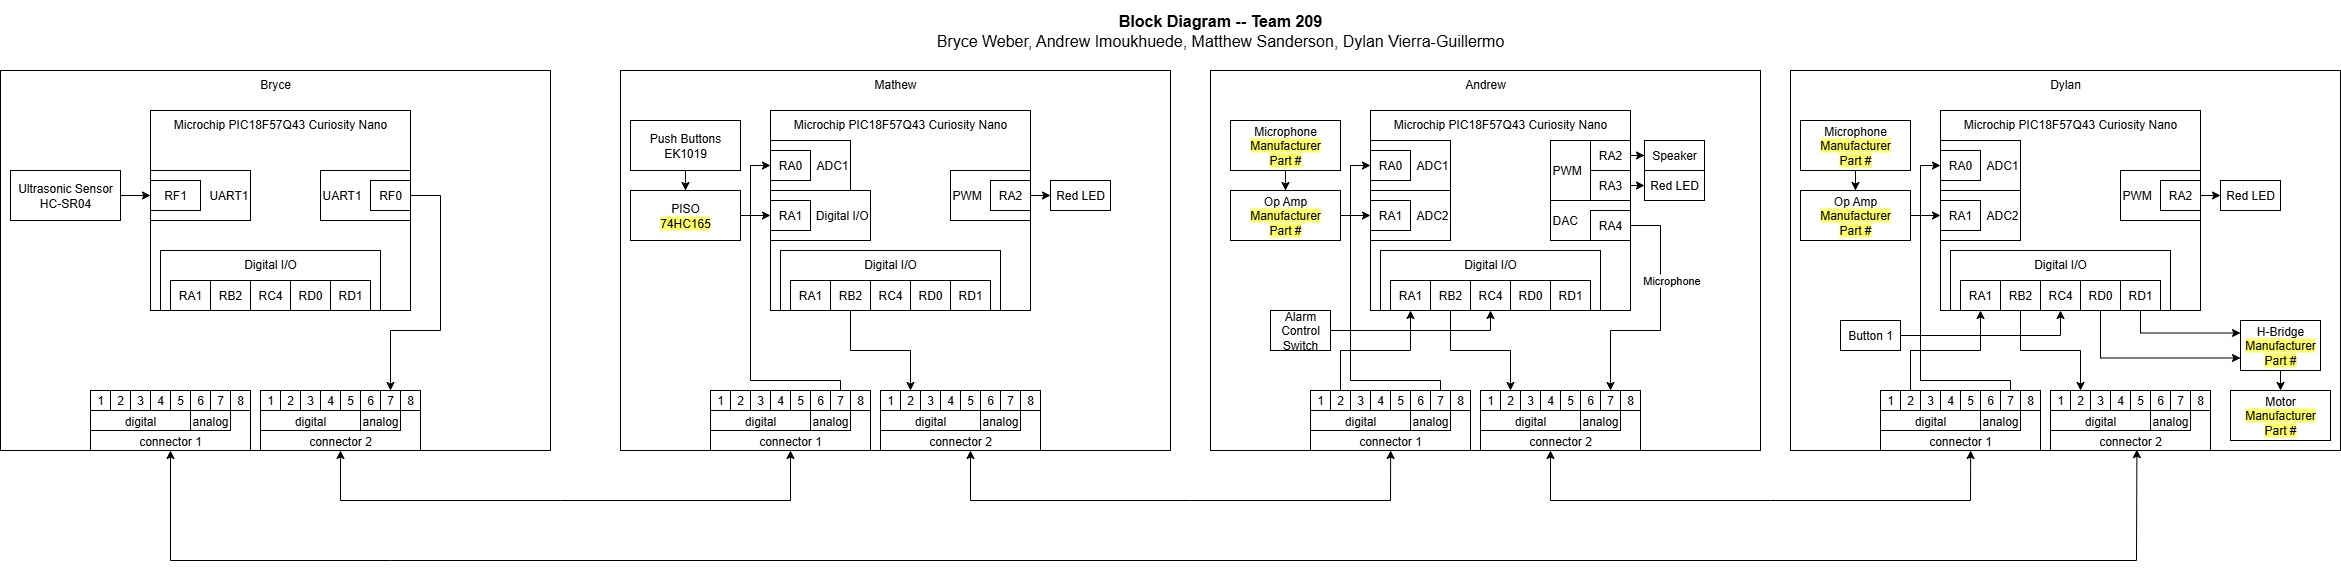 Block Diagram -- Team 209
Bryce Weber, Andrew Imoukhuede, Matthew Sanderson, Dylan Vierra-Guillermo
Bryce
Microchip PIC18F57Q43 Curiosity Nano
Ultrasonic Sensor
HC-SR04
RF1
UART1
UART1
RF0
Digital I/O
RA1 RB2 RC4 RD0 RD1
1 2 3 4 5 6 7 8
digital analog
connector 1
1 2 3 4 5 6 7 8
digital analog
connector 2
Mathew
Push Buttons
EK1019
PISO
74HC165
Microchip PIC18F57Q43 Curiosity Nano
RA0 ADC1
RA1 Digital I/O
PWM RA2
Red LED
Digital I/O
RA1 RB2 RC4 RD0 RD1
1 2 3 4 5 6 7 8
digital analog
connector 1
1 2 3 4 5 6 7 8
digital analog
connector 2
Andrew
Microphone
Manufacturer
Part #
Op Amp
Manufacturer
Part #
Microchip PIC18F57Q43 Curiosity Nano
RA0 ADC1
RA1 ADC2
PWM
RA2
RA3
DAC
RA4
Speaker
Red LED
Microphone
Digital I/O
RA1 RB2 RC4 RD0 RD1
Alarm
Control
Switch
1 2 3 4 5 6 7 8
digital analog
connector 1
1 2 3 4 5 6 7 8
digital analog
connector 2
Dylan
Microphone
Manufacturer
Part #
Op Amp
Manufacturer
Part #
Microchip PIC18F57Q43 Curiosity Nano
RA0 ADC1
RA1 ADC2
PWM RA2
Red LED
Digital I/O
RA1 RB2 RC4 RD0 RD1
Button 1
H-Bridge
Manufacturer
Part #
Motor
Manufacturer
Part #
1 2 3 4 5 6 7 8
digital analog
connector 1
1 2 3 4 5 6 7 8
digital analog
connector 2